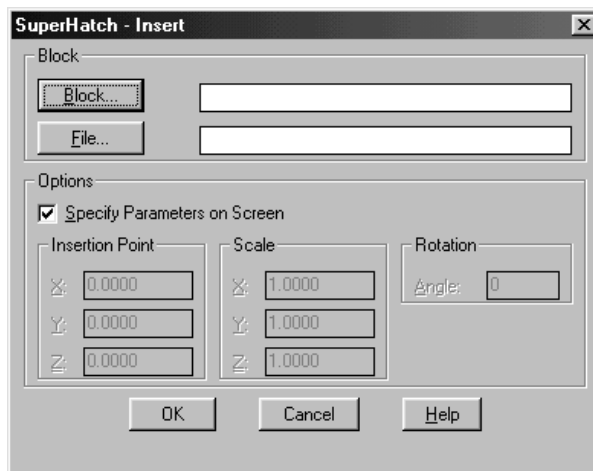 SuperHatch - Insert
Block
Block...
File...
Options
Specify Parameters on Screen
Insertion Point
Scale
Rotation
X: 0.0000
X: 1.0000
Angle: 0
Y: 0.0000
Y: 1.0000
Z: 0.0000
Z: 1.0000
OK
Cancel
Help